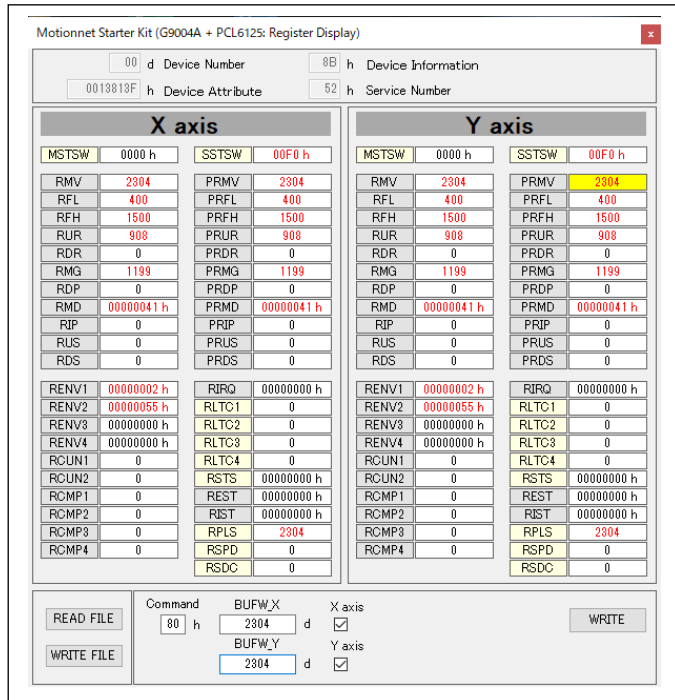 Motionnet Starter Kit (G9004A + PCL6125: Register Display)
x
00 d Device Number 8B h Device Information
0013813F h Device Attribute 52 h Service Number
X axis
MSTSW 0000 h SSTSW 00F0 h
RMV 2304 PRMV 2304
RFL 400 PRFL 400
RFH 1500 PRFH 1500
RUR 908 PRUR 908
RDR 0 PRDR 0
RMG 1199 PRMG 1199
RDP 0 PRDP 0
RMD 00000041 h PRMD 00000041 h
RIP 0 PRIP 0
RUS 0 PRUS 0
RDS 0 PRDS 0
RENV1 00000002 h RIRQ 00000000 h
RENV2 00000055 h RLTC1 0
RENV3 00000000 h RLTC2 0
RENV4 00000000 h RLTC3 0
RCUN1 0 RLTC4 0
RCUN2 0 RSTS 00000000 h
RCMP1 0 REST 00000000 h
RCMP2 0 RIST 00000000 h
RCMP3 0 RPLS 2304
RCMP4 0 RSPD 0
RSDC 0
Y axis
MSTSW 0000 h SSTSW 00F0 h
RMV 2304 PRMV 2304
RFL 400 PRFL 400
RFH 1500 PRFH 1500
RUR 908 PRUR 908
RDR 0 PRDR 0
RMG 1199 PRMG 1199
RDP 0 PRDP 0
RMD 00000041 h PRMD 00000041 h
RIP 0 PRIP 0
RUS 0 PRUS 0
RDS 0 PRDS 0
RENV1 00000002 h RIRQ 00000000 h
RENV2 00000055 h RLTC1 0
RENV3 00000000 h RLTC2 0
RENV4 00000000 h RLTC3 0
RCUN1 0 RLTC4 0
RCUN2 0 RSTS 00000000 h
RCMP1 0 REST 00000000 h
RCMP2 0 RIST 00000000 h
RCMP3 0 RPLS 2304
RCMP4 0 RSPD 0
RSDC 0
READ FILE
WRITE FILE
Command BUFW_X X axis
80 h 2304 d
BUFW_Y Y axis
2304 d
WRITE